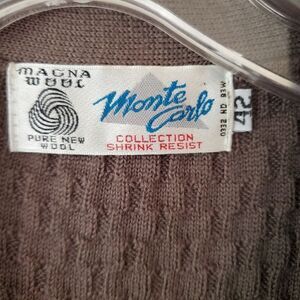 MAGNA
WOOL
PURE NEW
WOOL
Monte
Carlo
COLLECTION
SHRINK RESIST
42